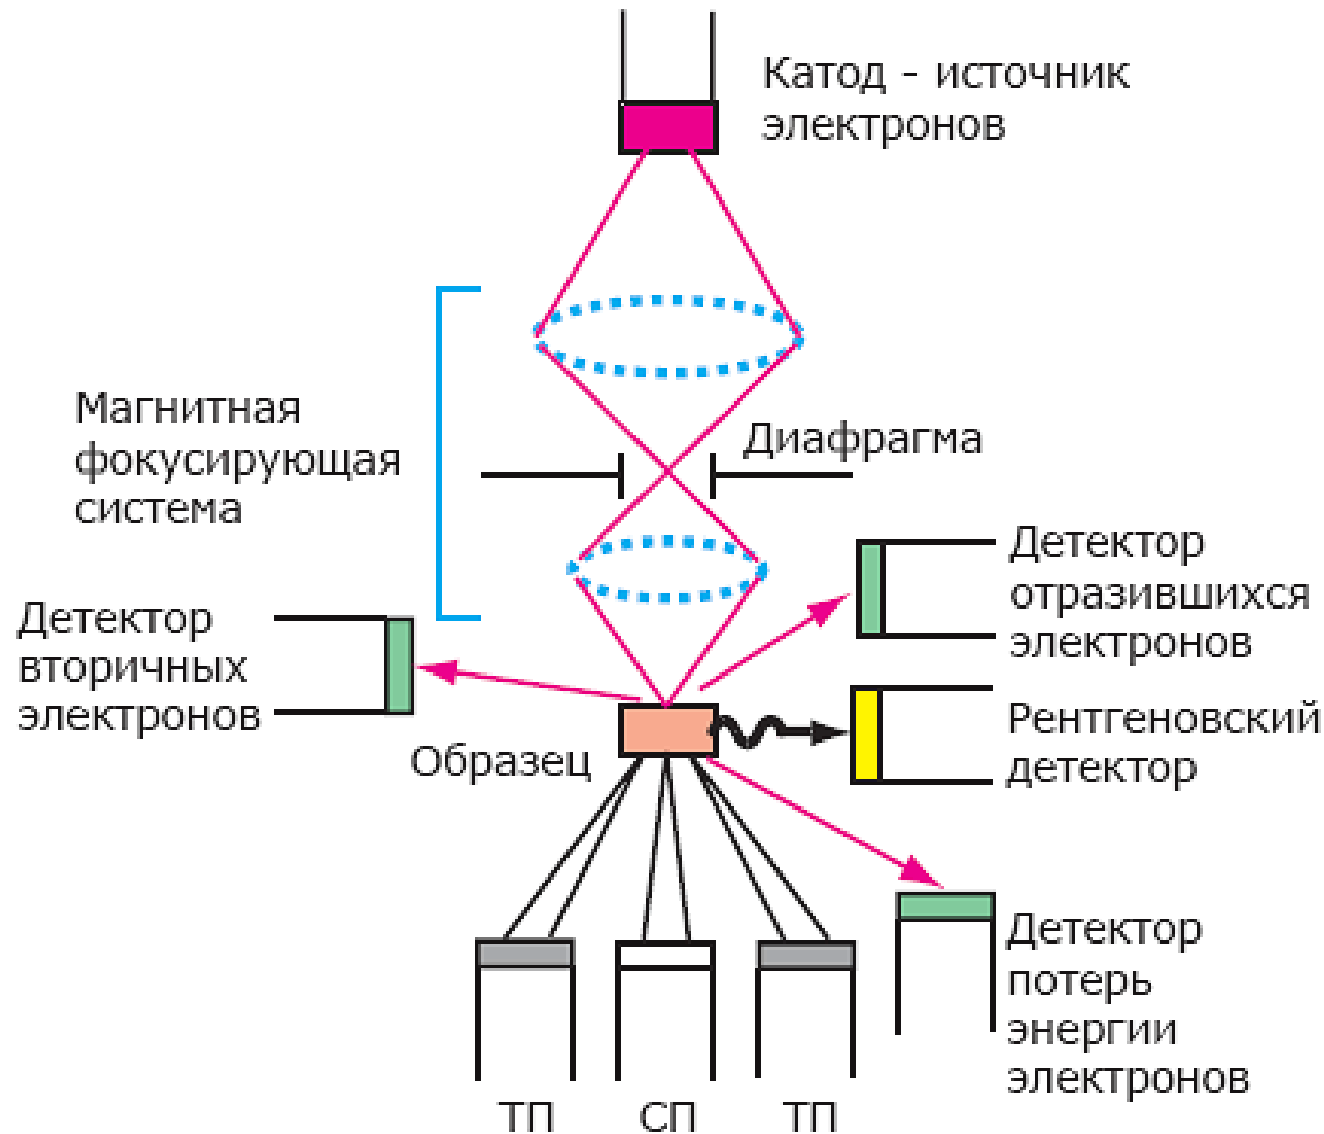 Катод - источник
электронов
Магнитная
фокусирующая
система
Диафрагма
Детектор
отразившихся
электронов
Детектор
вторичных
электронов
Рентгеновский
детектор
Образец
Детектор
потерь
энергии
электронов
ТП
СП
ТП